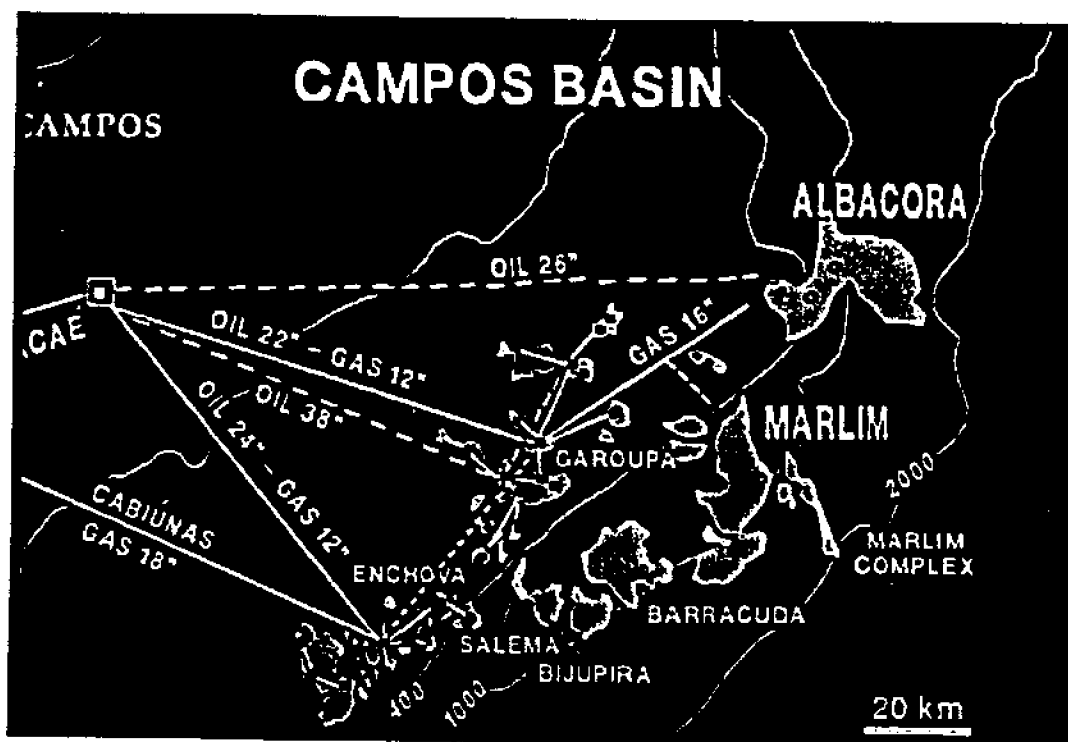 CAMPOS BASIN
CAMPOS
ALBACORA
OIL 26"
CAÉ
OIL 22" - GAS 12"
GAS 16"
OIL 38"
MARLIM
GAROUPA
OIL 24" - GAS 12"
2000
CABIÚNAS
GAS 18"
MARLIM
COMPLEX
ENCHOVA
BARRACUDA
SALEMA
BIJUPIRA
400
1000
20 km